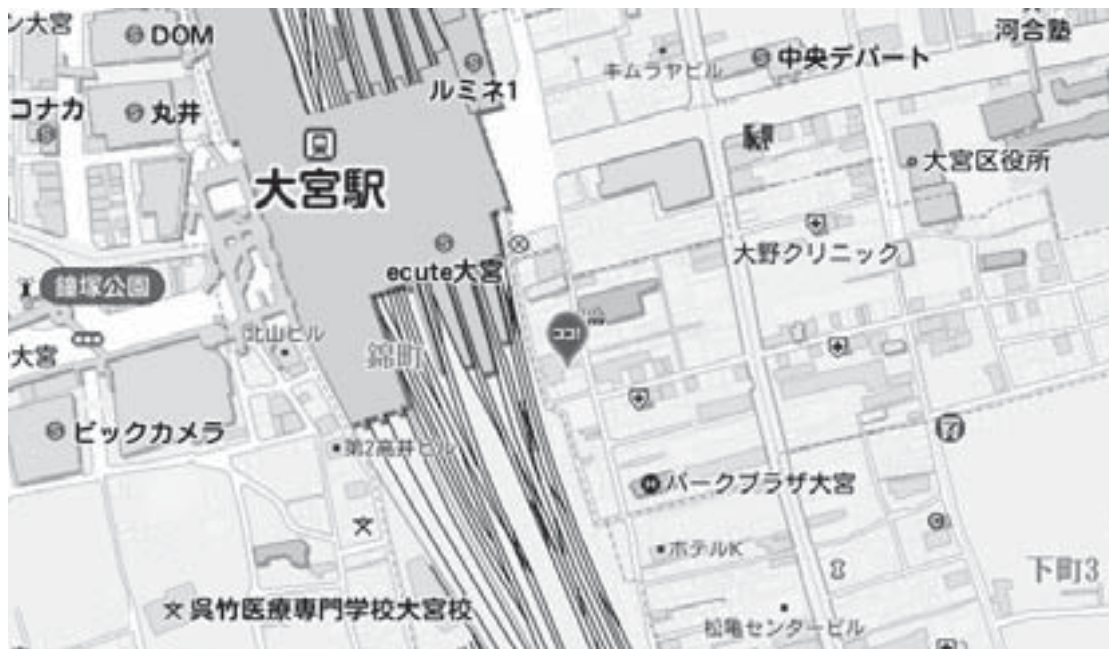 ン大宮
DOM
河合塾
キムラヤビル
中央デパート
ルミネ1
コナカ
丸井
大宮駅
大宮区役所
大野クリニック
ecute大宮
鐘塚公園
ココ!
北山ビル
大宮
錦町
ビックカメラ
第2高井ビル
パークプラザ大宮
ホテルK
下町3
呉竹医療専門学校大宮校
松亀センタービル